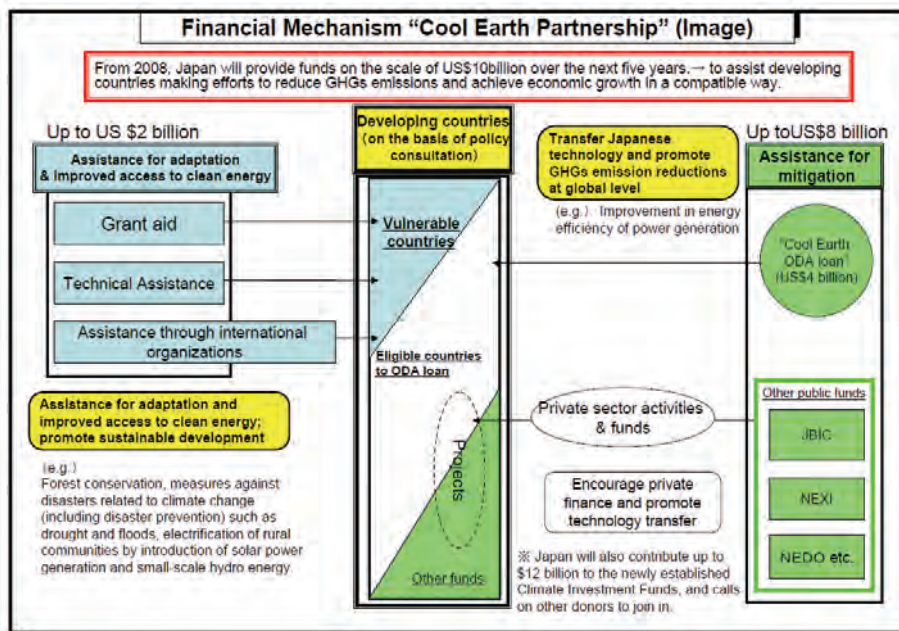 Financial Mechanism “Cool Earth Partnership” (Image)
From 2008, Japan will provide funds on the scale of US$10billion over the next five years.→ to assist developing
countries making efforts to reduce GHGs emissions and achieve economic growth in a compatible way.
Up to US $2 billion
Assistance for adaptation
& Improved access to clean energy
Grant aid
Technical Assistance
Assistance through international
organizations
Assistance for adaptation and
improved access to clean energy;
promote sustainable development
(e.g.)
Forest conservation, measures against
disasters related to climate change
(including disaster prevention) such as
drought and floods, electrification of rural
communities by introduction of solar power
generation and small-scale hydro energy.
Developing countries
(on the basis of policy
consultation)
Vulnerable
countries
Eligible countries
to ODA loan
Projects
Other funds
Transfer Japanese
technology and promote
GHGs emission reductions
at global level
(e.g.) Improvement in energy
efficiency of power generation
Private sector activities
& funds
Encourage private
finance and promote
technology transfer
※ Japan will also contribute up to
$12 billion to the newly established
Climate Investment Funds, and calls
on other donors to join in.
Up toUS$8 billion
Assistance for
mitigation
"Cool Earth
ODA loan"
(US$4 billion)
Other public funds
JBIC
NEXI
NEDO etc.